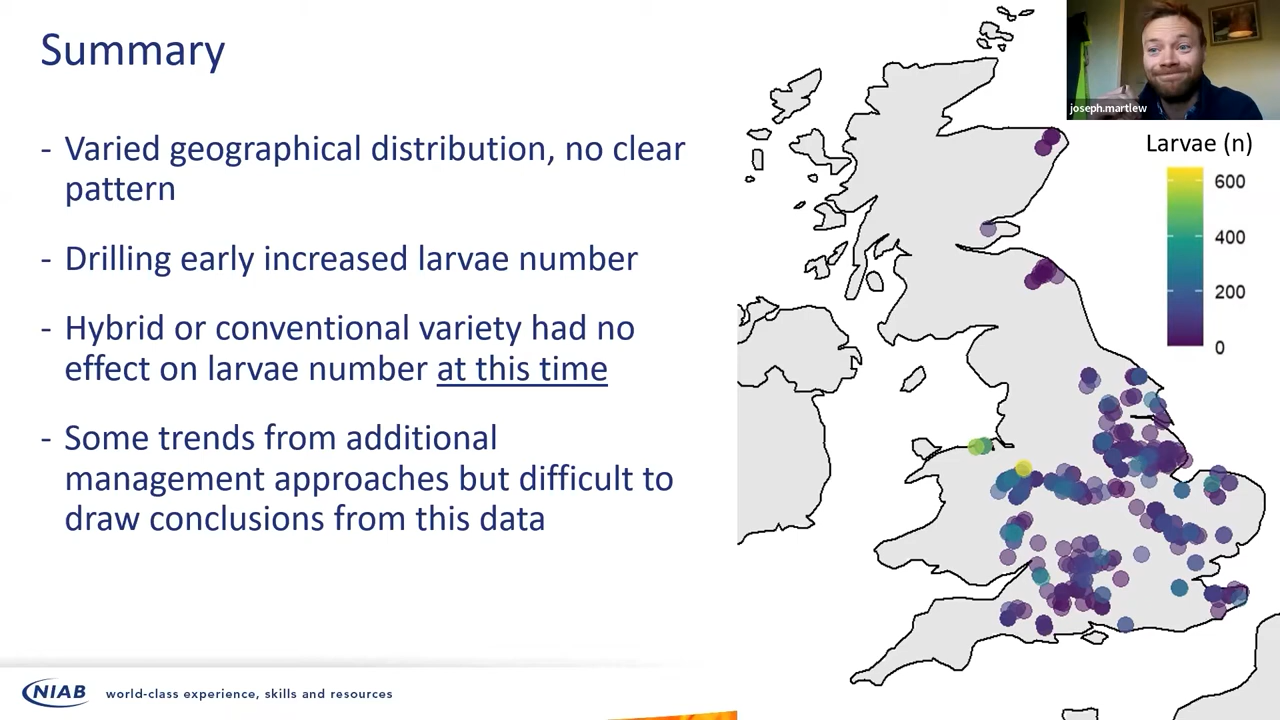 Summary
- Varied geographical distribution, no clear
pattern
- Drilling early increased larvae number
- Hybrid or conventional variety had no
effect on larvae number at this time
- Some trends from additional
management approaches but difficult to
draw conclusions from this data
joseph.martlew
Larvae (n)
600
400
200
0
NIAB
world-class experience, skills and resources